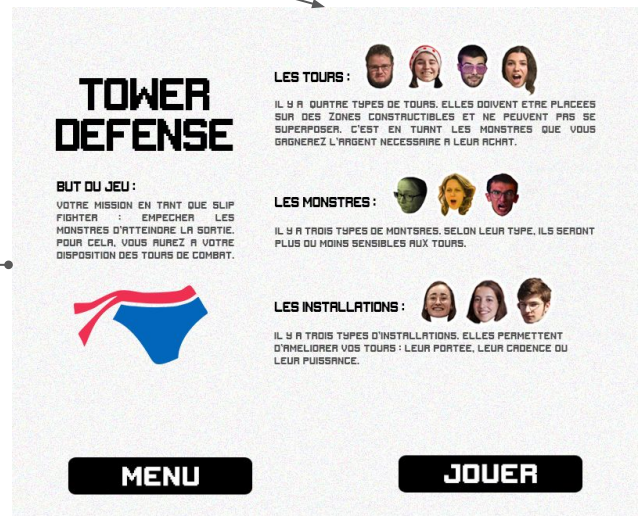 TOWER
DEFENSE
BUT DU JEU :
VOTRE MISSION EN TANT QUE SLIP
FIGHTER : EMPECHER LES
MONSTRES D'ATTEINDRE LA SORTIE.
POUR CELA, VOUS AUREZ A VOTRE
DISPOSITION DES TOURS DE COMBAT.
LES TOURS :
IL Y A QUATRE TYPES DE TOURS. ELLES DOIVENT ETRE PLACEES
SUR DES ZONES CONSTRUCTIBLES ET NE PEUVENT PAS SE
SUPERPOSER. C'EST EN TUANT LES MONSTRES QUE VOUS
GAGNEREZ L'ARGENT NECESSAIRE A LEUR ACHAT.
LES MONSTRES :
IL Y A TROIS TYPES DE MONTSRES. SELON LEUR TYPE, ILS SERONT
PLUS OU MOINS SENSIBLES AUX TOURS.
LES INSTALLATIONS :
IL Y A TROIS TYPES D'INSTALLATIONS. ELLES PERMETTENT
D'AMELIORER VOS TOURS : LEUR PORTEE, LEUR CADENCE OU
LEUR PUISSANCE.
MENU
JOUER